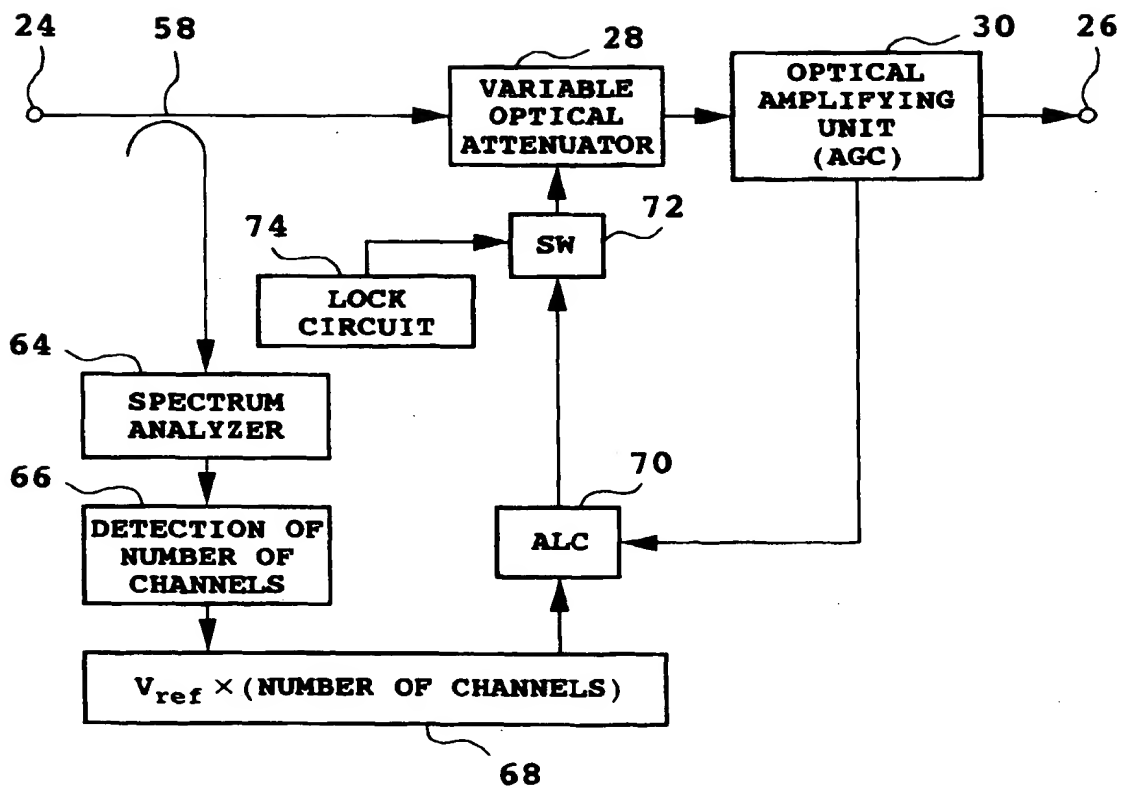 24
58
28
30
26
VARIABLE
OPTICAL
ATTENUATOR
OPTICAL
AMPLIFYING
UNIT
(AGC)
74
72
SW
LOCK
CIRCUIT
64
SPECTRUM
ANALYZER
66
70
DETECTION OF
NUMBER OF
CHANNELS
ALC
Vref × (NUMBER OF CHANNELS)
68